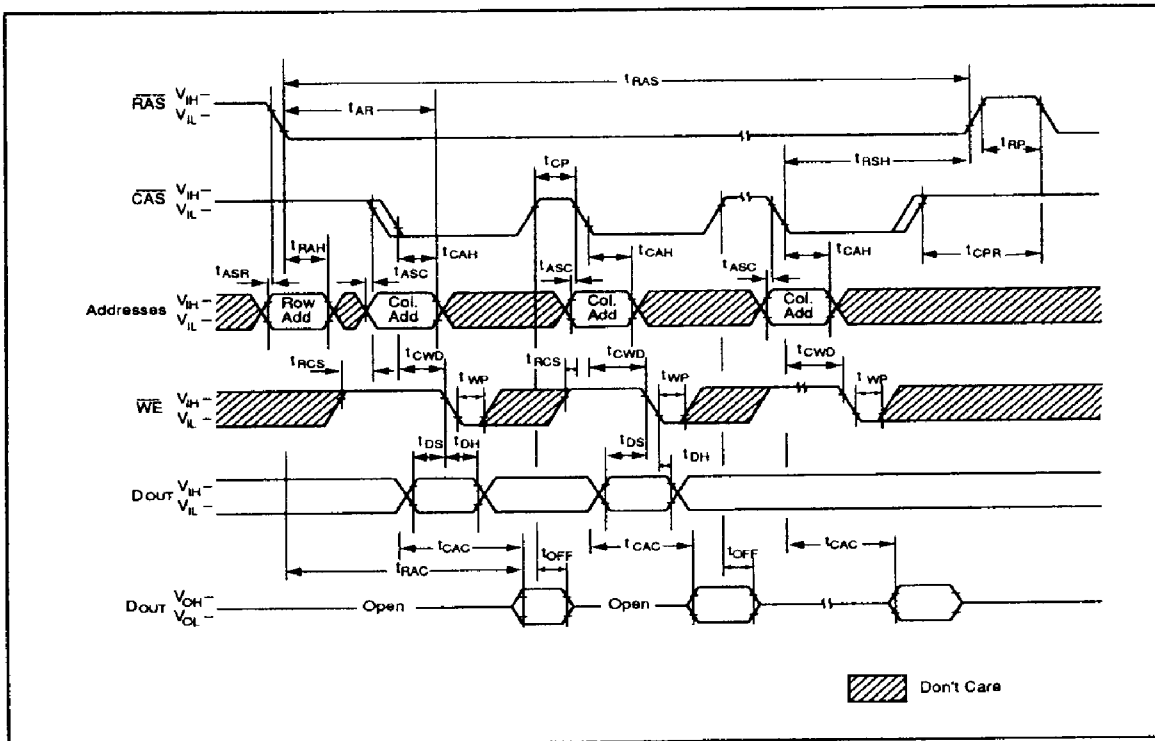 tRAS
RAS VIH
VIL
tAR
tRP
tRSH
tCP
CAS VIH
VIL
tRAH tCAH tCAH tCAH tCPR
tASR tASC tASC tASC
Addresses VIH
VIL
Row Add
Col. Add
Col. Add
Col. Add
tRCS tCWD tRCS tCWD tCWD
tWP tWP tWP
WE VIH
VIL
tDS tDH tDS tDH
DOUT VIH
VIL
tCAC tOFF tCAC tOFF tCAC
tRAC
DOUT VOH
VOL
Open Open
Don't Care